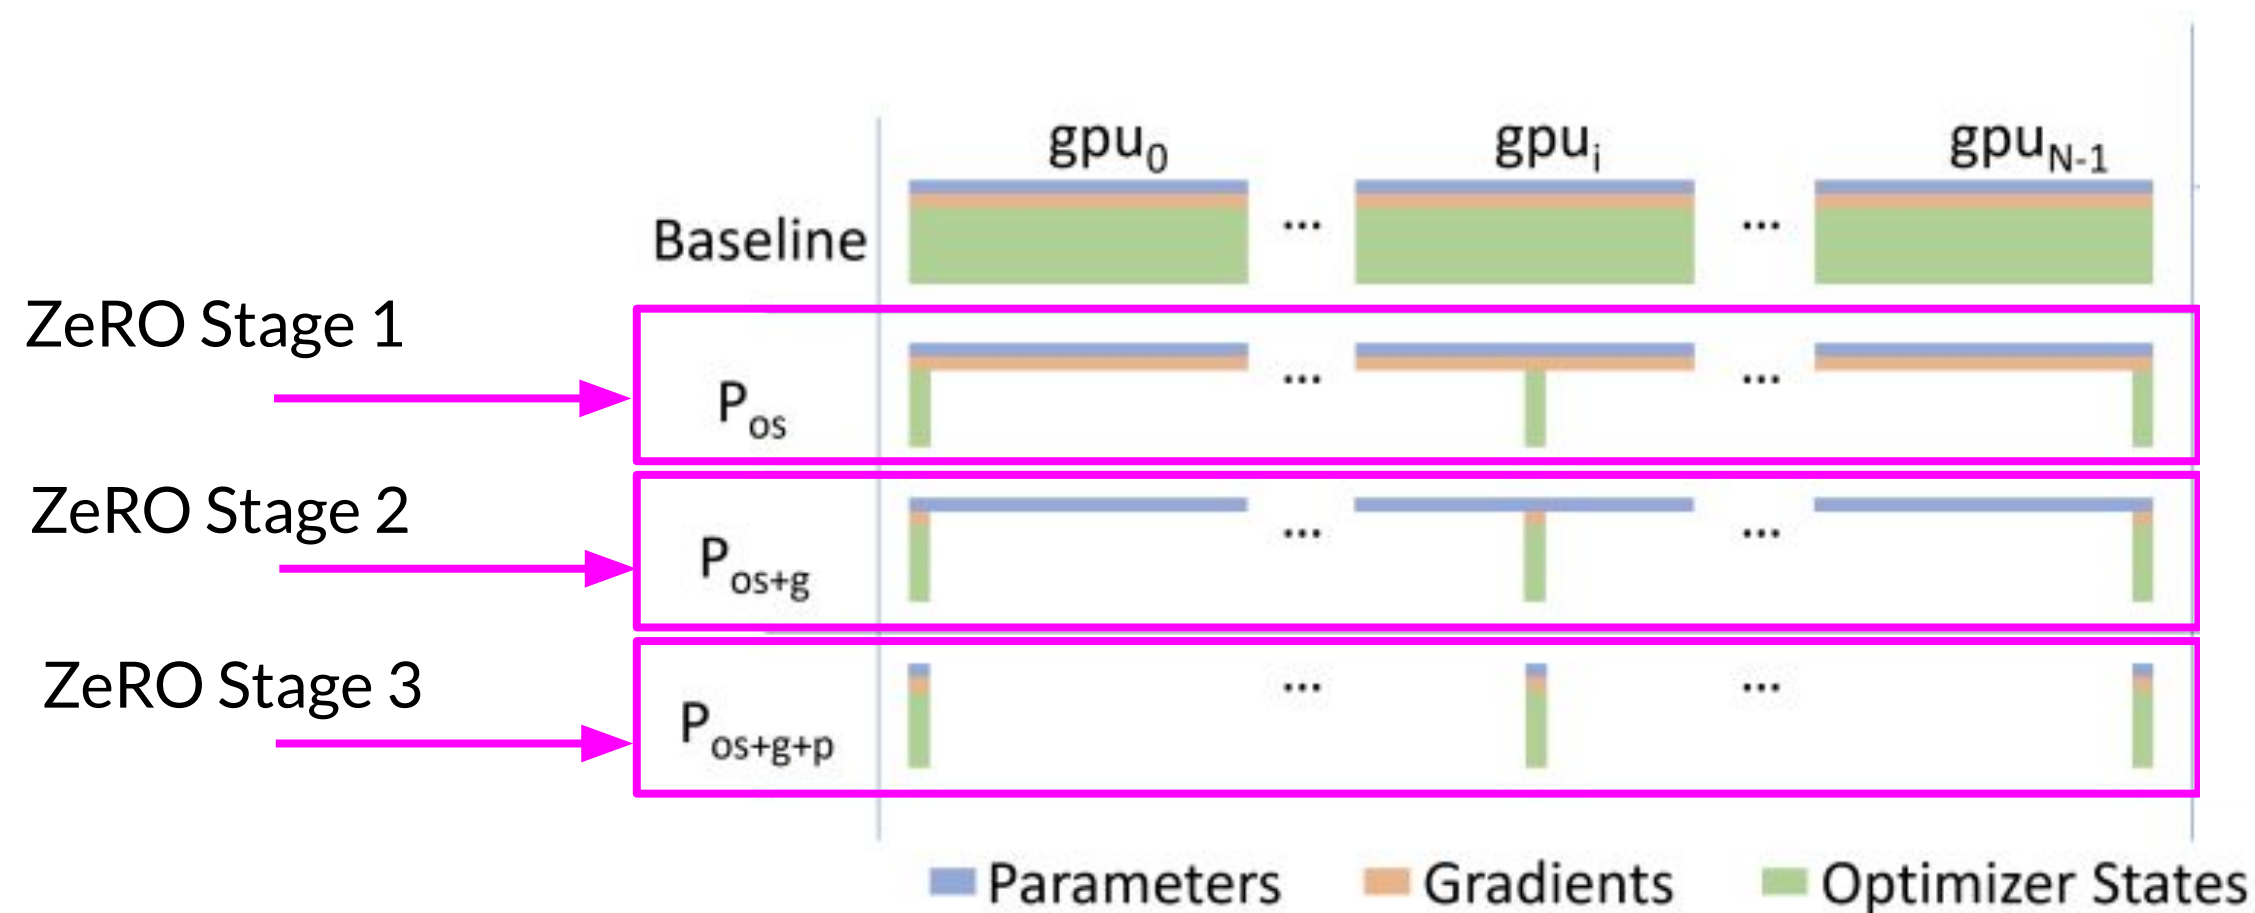 gpu0 gpui gpuN-1
Baseline
... ...
ZeRO Stage 1
Pos
... ...
ZeRO Stage 2
Pos+g
... ...
ZeRO Stage 3
Pos+g+p
... ...
Parameters Gradients Optimizer States